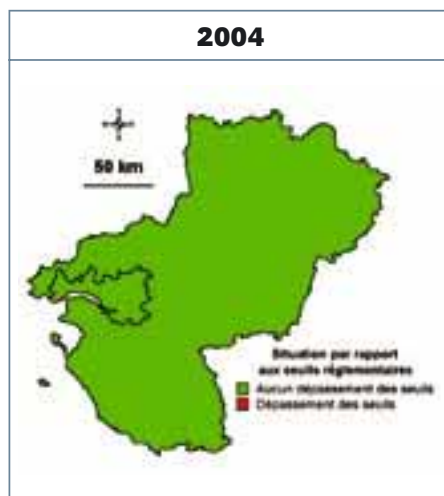 2004
50 km
Situation par rapport
aux seuils réglementaires
Aucun dépassement des seuils
Dépassement des seuils